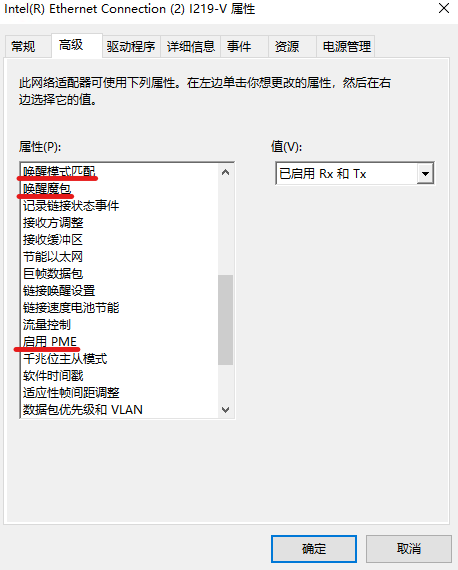 Intel(R) Ethernet Connection (2) I219-V 属性
常规 高级 驱动程序 详细信息 事件 资源 电源管理
此网络适配器可使用下列属性。在左边单击你想更改的属性，然后在右
边选择它的值。
属性(P): 值(V):
唤醒模式匹配 已启用 Rx 和 Tx
唤醒魔包
记录链接状态事件
接收方调整
接收缓冲区
节能以太网
巨帧数据包
链接唤醒设置
链接速度电池节能
流量控制
启用 PME
千兆位主从模式
软件时间戳
适应性帧间距调整
数据包优先级和 VLAN
确定 取消